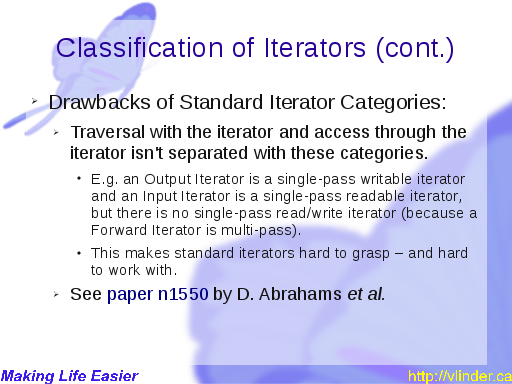 Classification of Iterators (cont.)
Drawbacks of Standard Iterator Categories:
Traversal with the iterator and access through the
iterator isn't separated with these categories.
E.g. an Output Iterator is a single-pass writable iterator
and an Input Iterator is a single-pass readable iterator,
but there is no single-pass read/write iterator (because a
Forward Iterator is multi-pass).
This makes standard iterators hard to grasp – and hard
to work with.
See paper n1550 by D. Abrahams et al.
Making Life Easier
http://vlinder.ca